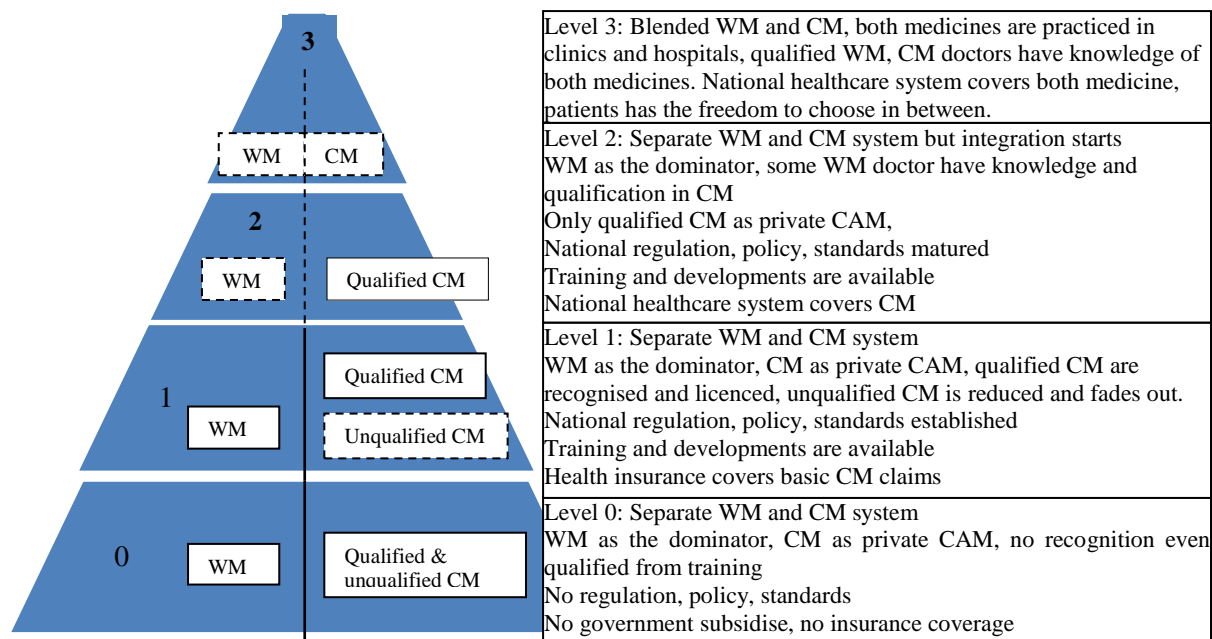 3
WM
CM
Level 3: Blended WM and CM, both medicines are practiced in
clinics and hospitals, qualified WM, CM doctors have knowledge of
both medicines. National healthcare system covers both medicine,
patients has the freedom to choose in between.
2
WM
Qualified CM
Level 2: Separate WM and CM system but integration starts
WM as the dominator, some WM doctor have knowledge and
qualification in CM
Only qualified CM as private CAM,
National regulation, policy, standards matured
Training and developments are available
National healthcare system covers CM
1
WM
Qualified CM
Unqualified CM
Level 1: Separate WM and CM system
WM as the dominator, CM as private CAM, qualified CM are
recognised and licenced, unqualified CM is reduced and fades out.
National regulation, policy, standards established
Training and developments are available
Health insurance covers basic CM claims
0
WM
Qualified &
unqualified CM
Level 0: Separate WM and CM system
WM as the dominator, CM as private CAM, no recognition even
qualified from training
No regulation, policy, standards
No government subsidise, no insurance coverage